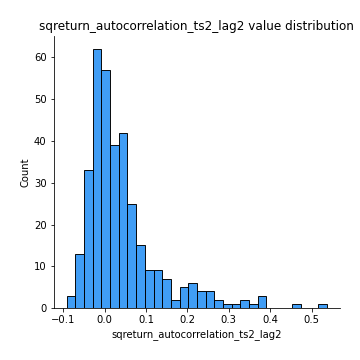 sqreturn_autocorrelation_ts2_lag2 value distribution
60
50
40
30
20
10
0
Count
−0.1 0.0 0.1 0.2 0.3 0.4 0.5
sqreturn_autocorrelation_ts2_lag2